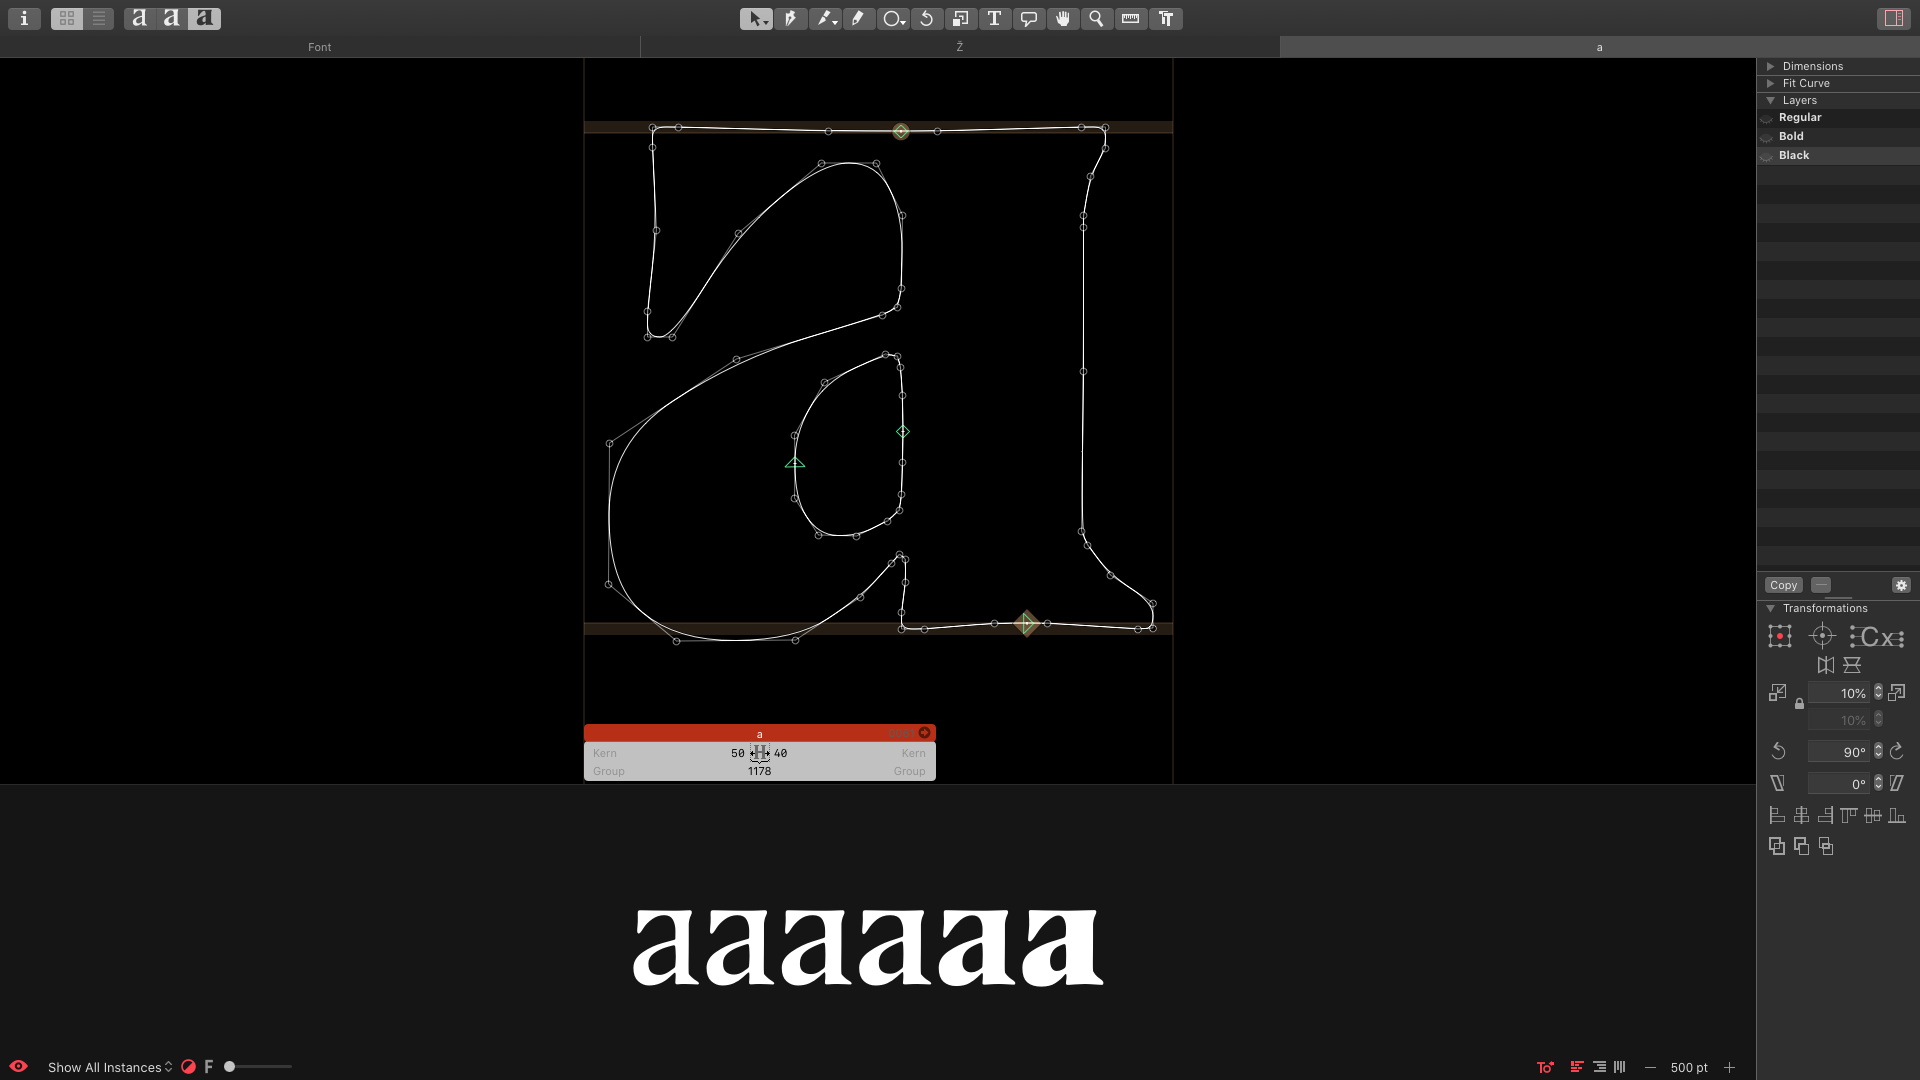 i
a a a
T
Font Ž a
Dimensions
Fit Curve
Layers
Regular
Bold
Black
Copy
Transformations
Cx
10%
10%
90°
0°
a
Kern 50 H 40 Kern
Group 1178 Group
aaaaaa
Show All Instances F
500 pt